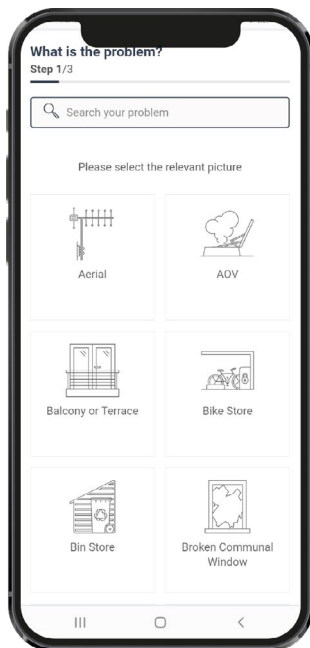 What is the problem?
Step 1/3
Search your problem
Please select the relevant picture
Aerial
AOV
Balcony or Terrace
Bike Store
Bin Store
Broken Communal
Window